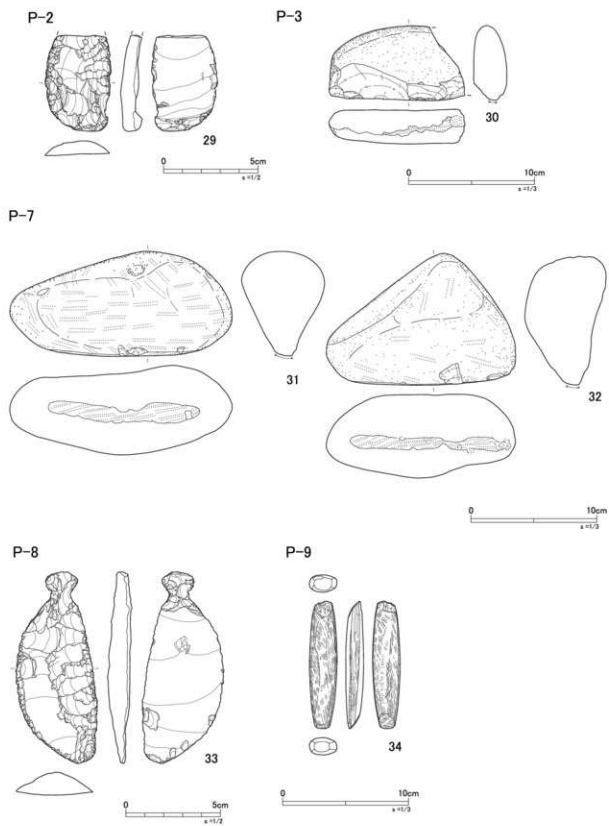 P-2
P-3
29
0 5cm
s =1/2
30
0 10cm
s =1/3
P-7
31
32
0 10cm
s =1/3
P-8
P-9
33
0 5cm
s =1/2
34
0 10cm
s =1/3